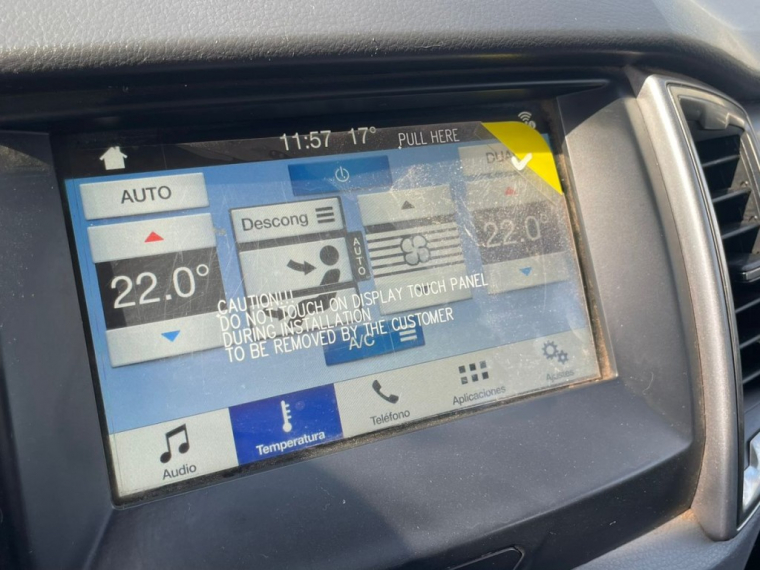 11:57 17° PULL HERE
DUAL
AUTO
Descong
22.0°
AUTO
22.0
CAUTION!!!
DO NOT TOUCH ON DISPLAY TOUCH PANEL
DURING INSTALLATION
TO BE REMOVED BY THE CUSTOMER
A/C
Audio
Temperatura
Teléfono
Aplicaciones
Ajustes